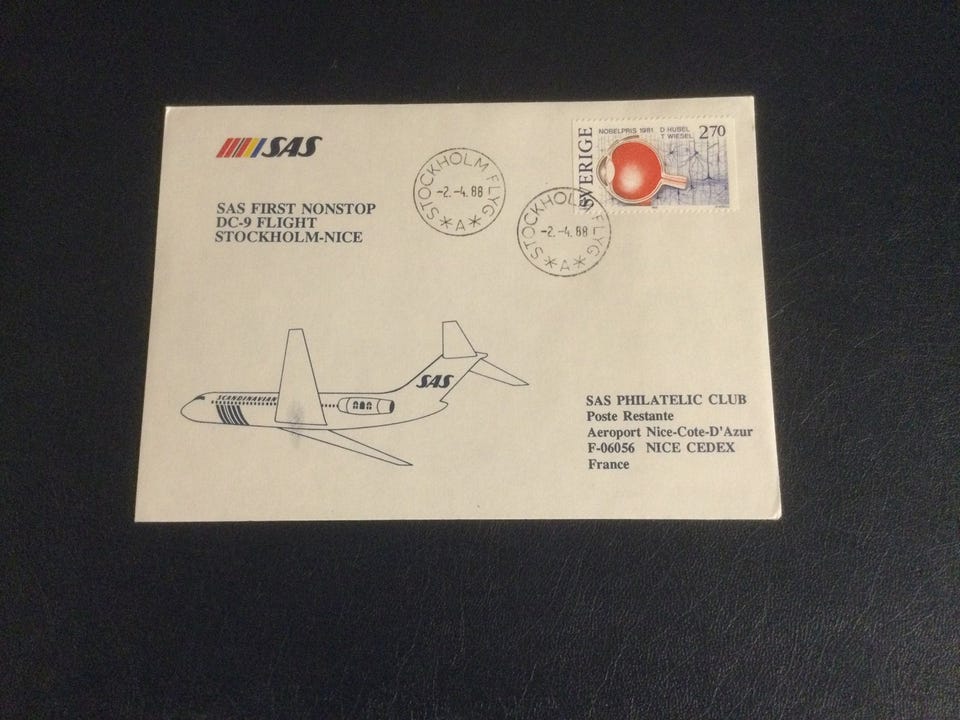 SAS
SAS FIRST NONSTOP
DC-9 FLIGHT
STOCKHOLM-NICE
STOCKHOLM FLYG
-2.-4.88
*A*
STOCKHOLM FLYG
-2.-4.88
*A*
SVERIGE
NOBELPRIS 1981 D HUBEL
T WIESEL
270
SCANDINAVIAN
SAS
SAS PHILATELIC CLUB
Poste Restante
Aeroport Nice-Cote-D'Azur
F-06056 NICE CEDEX
France